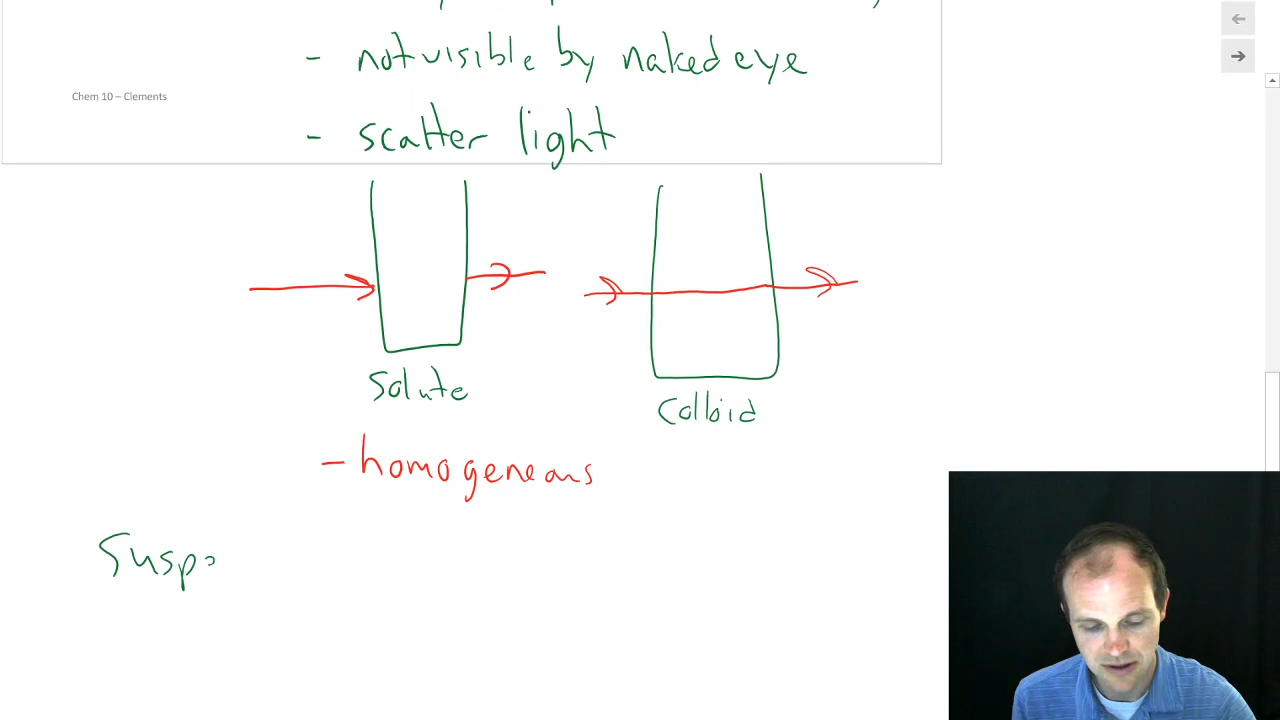 - not visible by naked eye
Chem 10 – Clements
- scatter light
Solute
Colloid
- homogeneous
Susp